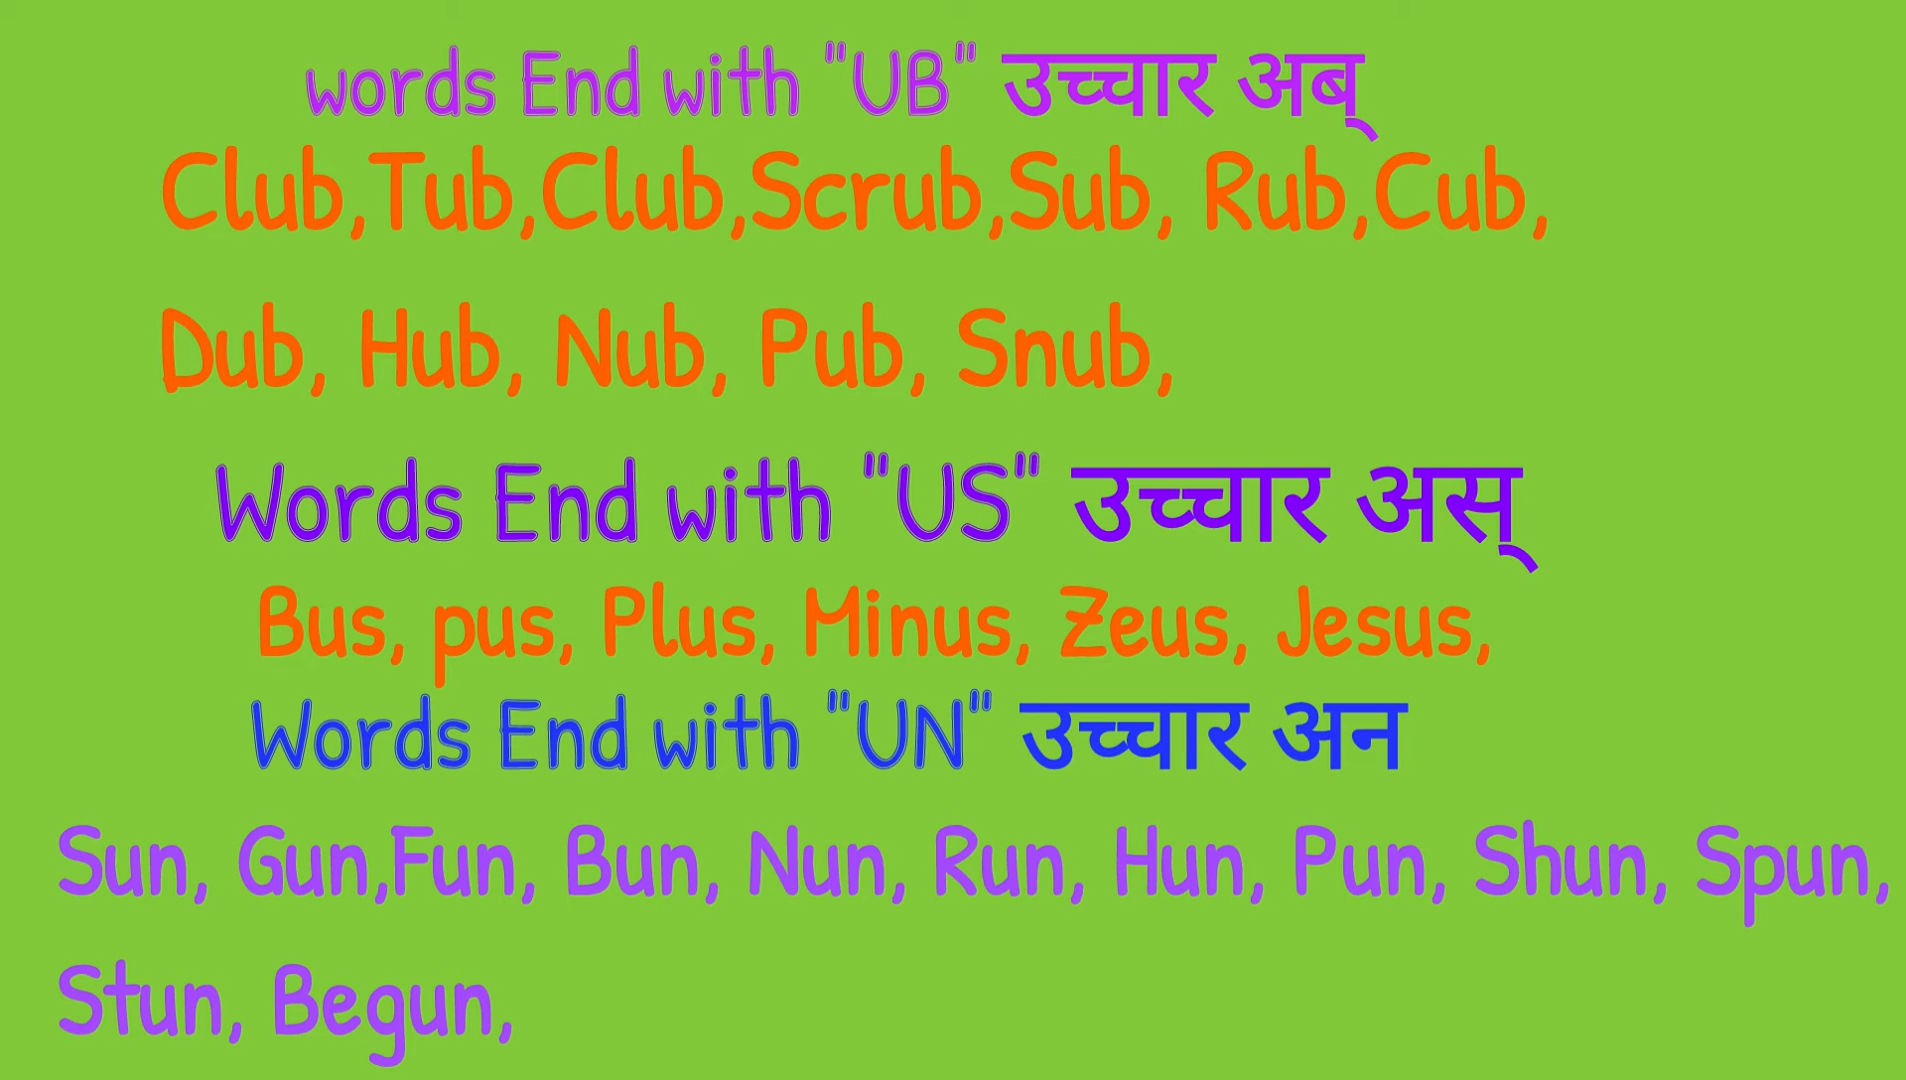 words End with "UB" उच्चार अब्
Club,Tub,Club,Scrub,Sub, Rub,Cub,
Dub, Hub, Nub, Pub, Snub,
Words End with "US" उच्चार अस्
Bus, pus, Plus, Minus, Zeus, Jesus,
Words End with "UN" उच्चार अन
Sun, Gun,Fun, Bun, Nun, Run, Hun, Pun, Shun, Spun,
Stun, Begun,